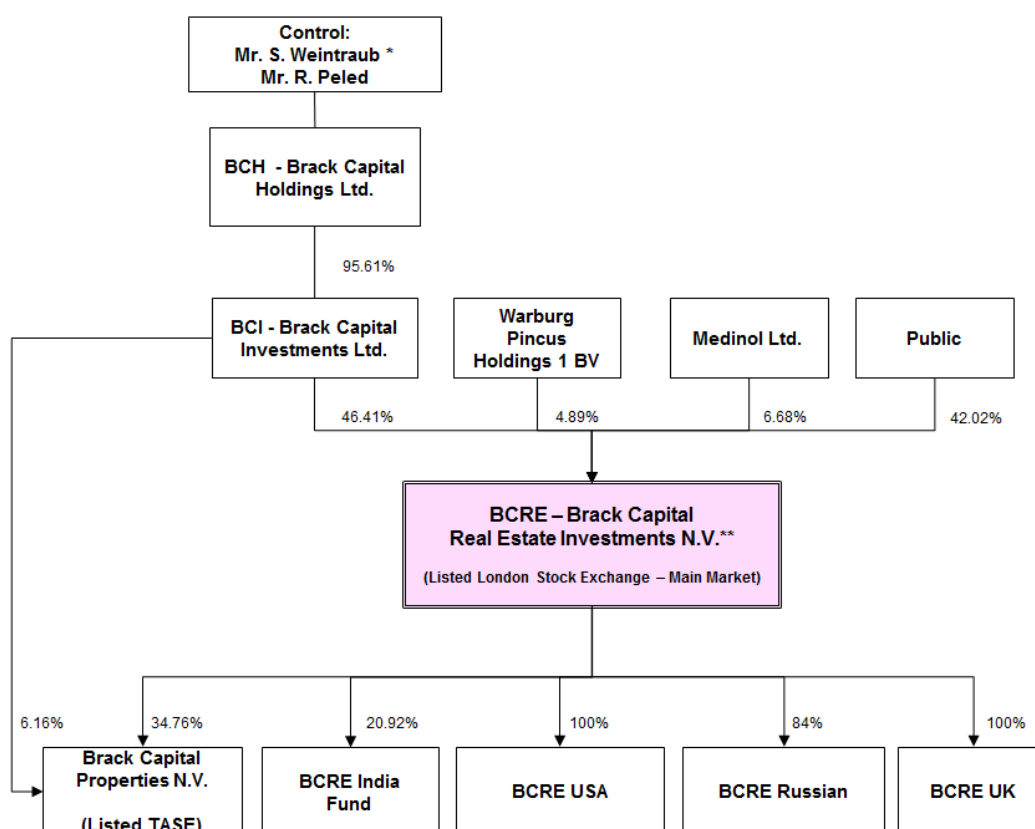 Control:
Mr. S. Weintraub *
Mr. R. Peled
BCH - Brack Capital
Holdings Ltd.
95.61%
BCI - Brack Capital
Investments Ltd.
Warburg
Pincus
Holdings 1 BV
Medinol Ltd.
Public
46.41%
4.89%
6.68%
42.02%
BCRE – Brack Capital
Real Estate Investments N.V.**
(Listed London Stock Exchange – Main Market)
6.16%
34.76%
20.92%
100%
84%
100%
Brack Capital
Properties N.V.
(Listed TASE)
BCRE India
Fund
BCRE USA
BCRE Russian
BCRE UK